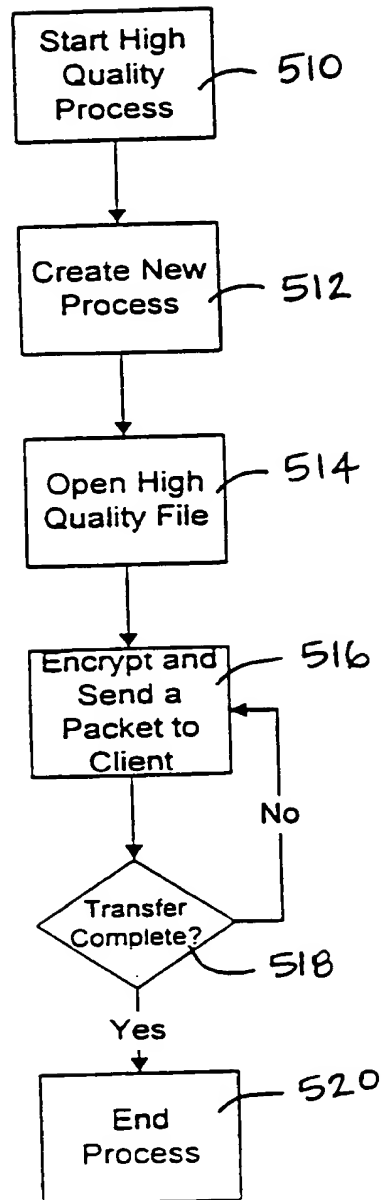 Start High
Quality
Process
510
Create New
Process
512
Open High
Quality File
514
Encrypt and
Send a
Packet to
Client
516
No
Transfer
Complete?
518
Yes
End
Process
520